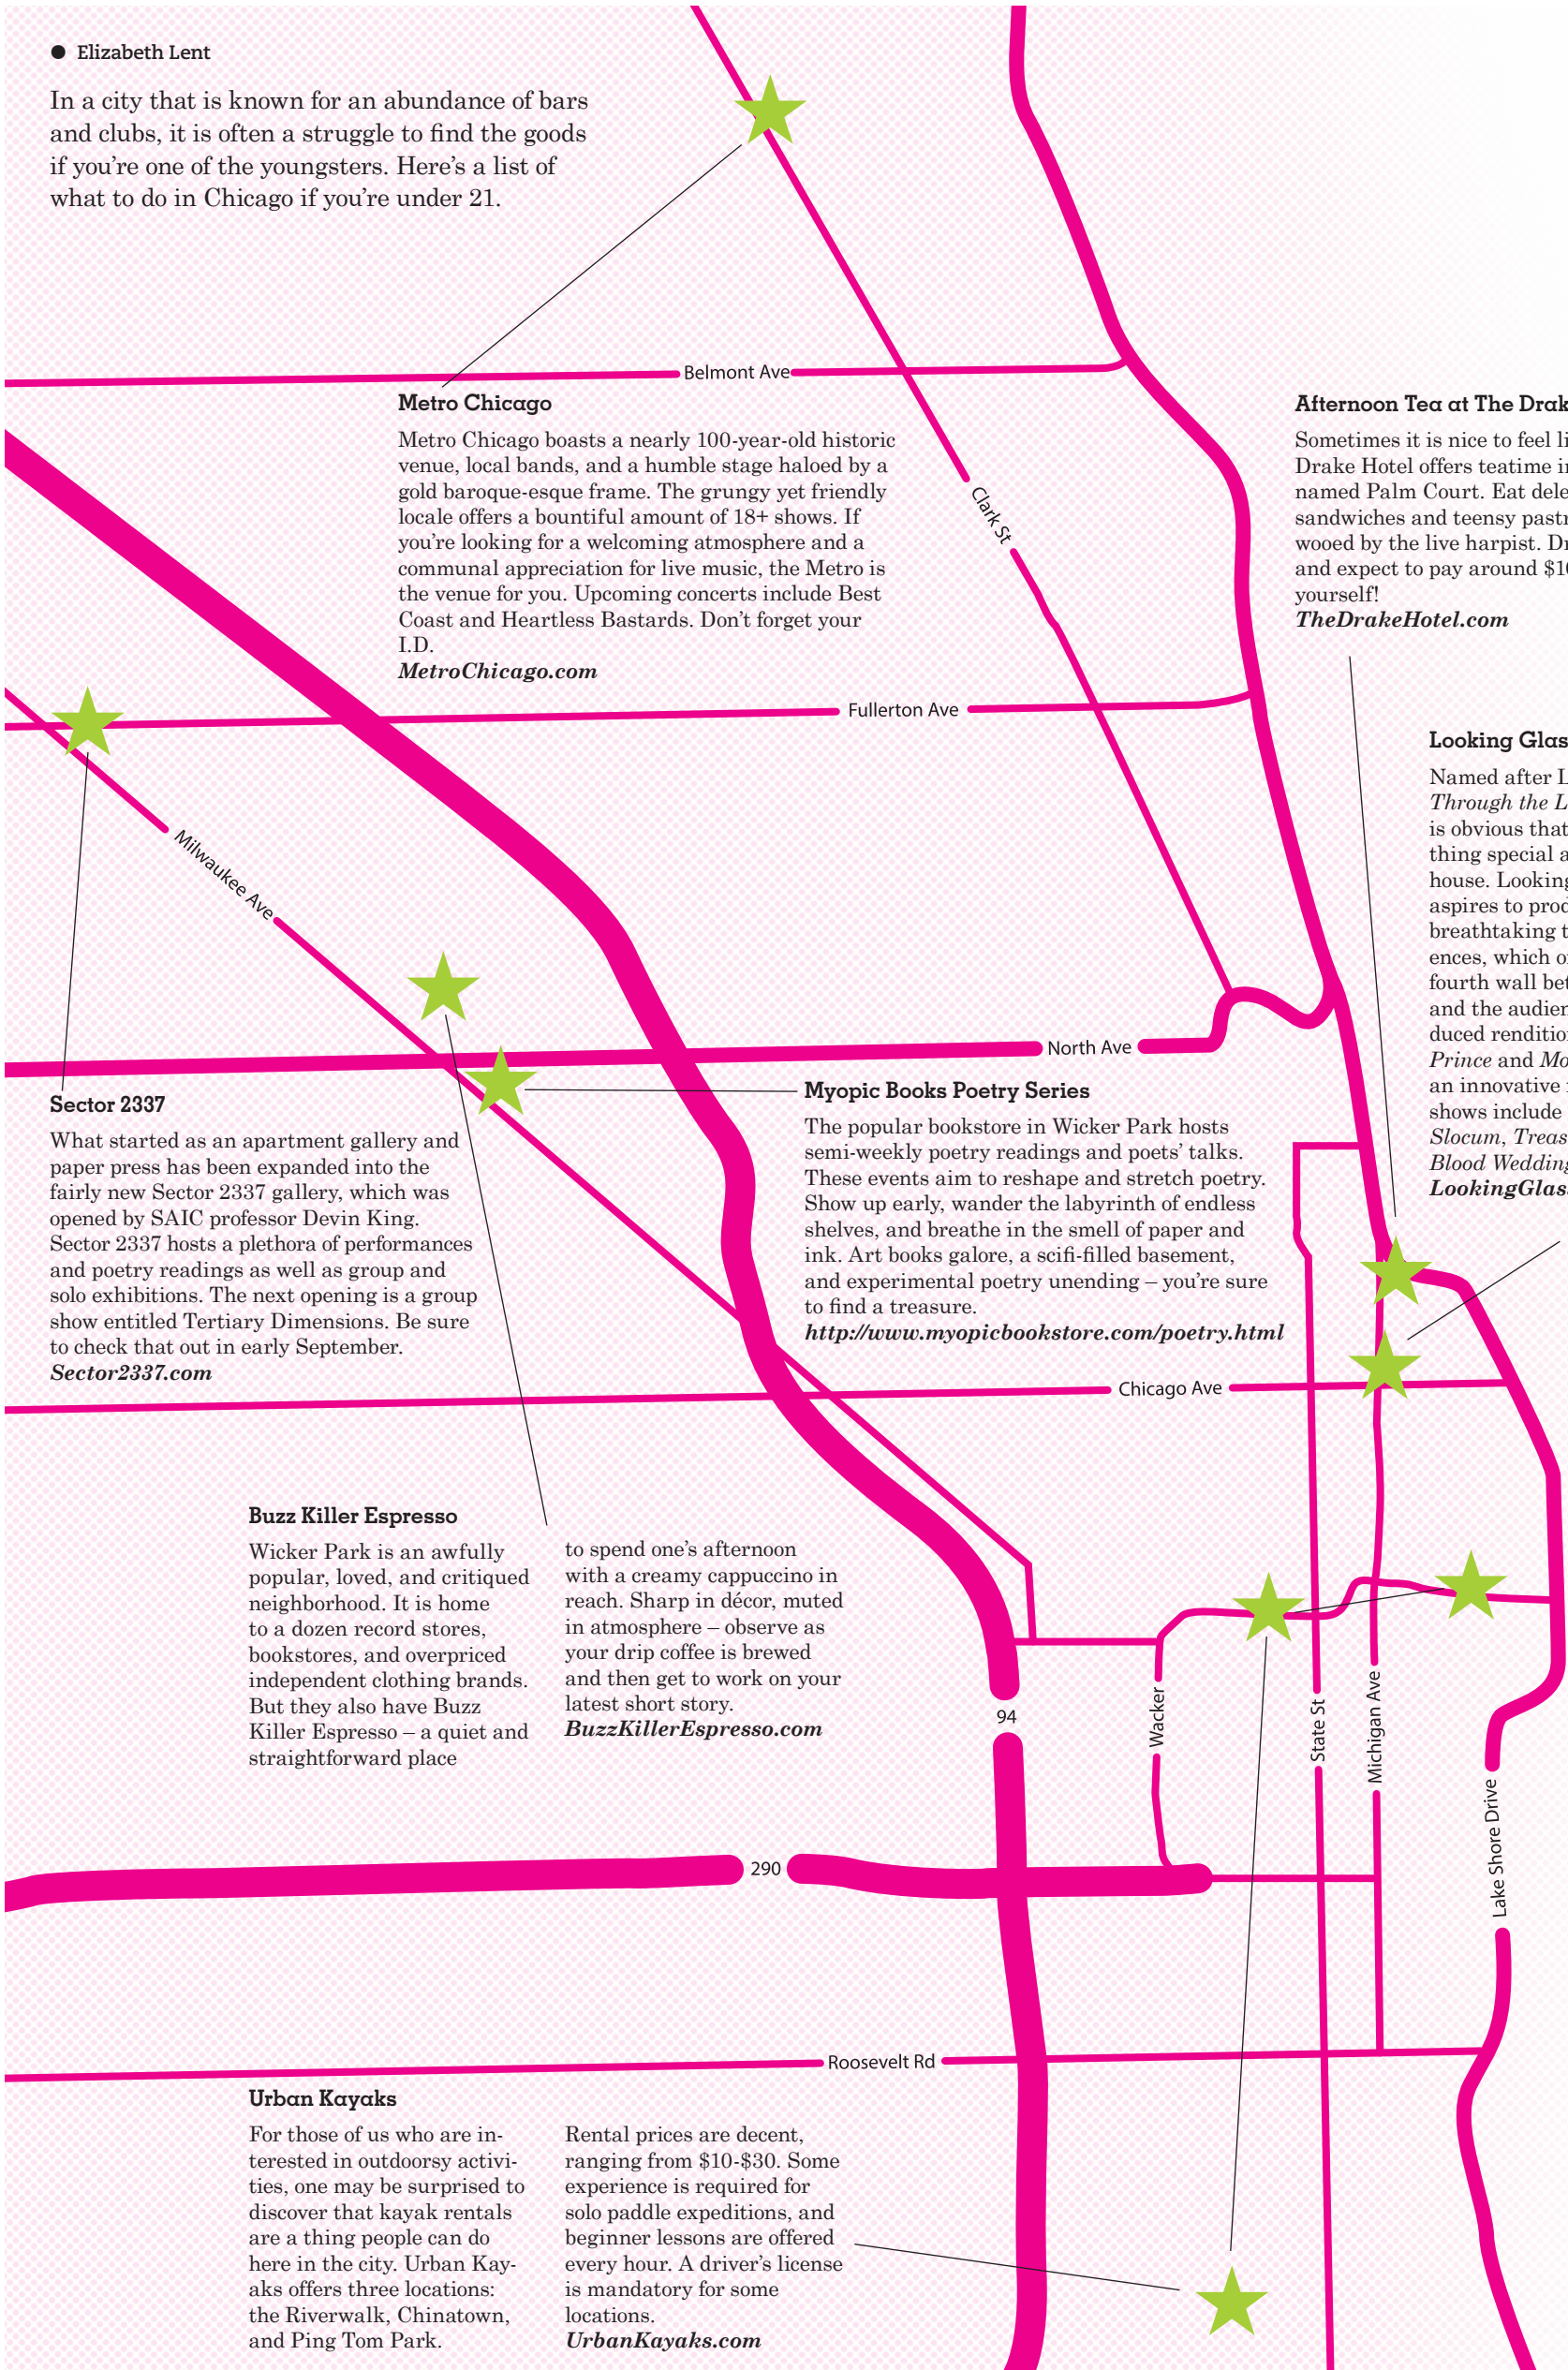 ● Elizabeth Lent
In a city that is known for an abundance of bars
and clubs, it is often a struggle to find the goods
if you're one of the youngsters. Here's a list of
what to do in Chicago if you're under 21.
Belmont Ave
Metro Chicago
Metro Chicago boasts a nearly 100-year-old historic
venue, local bands, and a humble stage haloed by a
gold baroque-esque frame. The grungy yet friendly
locale offers a bountiful amount of 18+ shows. If
you're looking for a welcoming atmosphere and a
communal appreciation for live music, the Metro is
the venue for you. Upcoming concerts include Best
Coast and Heartless Bastards. Don't forget your
I.D.
MetroChicago.com
Clark St
Afternoon Tea at The Drak
Sometimes it is nice to feel li
Drake Hotel offers teatime in
named Palm Court. Eat dele
sandwiches and teensy pastr
wooed by the live harpist. Dr
and expect to pay around $10
yourself!
TheDrakeHotel.com
Fullerton Ave
Looking Glas
Named after L
Through the L
is obvious that
thing special a
house. Looking
aspires to prod
breathtaking t
ences, which o
fourth wall bet
and the audien
duced rendition
Prince and Mo
an innovative
shows include
Slocum, Treas
Blood Wedding
LookingGlas
Milwaukee Ave
North Ave
Sector 2337
What started as an apartment gallery and
paper press has been expanded into the
fairly new Sector 2337 gallery, which was
opened by SAIC professor Devin King.
Sector 2337 hosts a plethora of performances
and poetry readings as well as group and
solo exhibitions. The next opening is a group
show entitled Tertiary Dimensions. Be sure
to check that out in early September.
Sector2337.com
Myopic Books Poetry Series
The popular bookstore in Wicker Park hosts
semi-weekly poetry readings and poets' talks.
These events aim to reshape and stretch poetry.
Show up early, wander the labyrinth of endless
shelves, and breathe in the smell of paper and
ink. Art books galore, a scifi-filled basement,
and experimental poetry unending – you're sure
to find a treasure.
http://www.myopicbookstore.com/poetry.html
Chicago Ave
Buzz Killer Espresso
Wicker Park is an awfully
popular, loved, and critiqued
neighborhood. It is home
to a dozen record stores,
bookstores, and overpriced
independent clothing brands.
But they also have Buzz
Killer Espresso – a quiet and
straightforward place
to spend one's afternoon
with a creamy cappuccino in
reach. Sharp in décor, muted
in atmosphere – observe as
your drip coffee is brewed
and then get to work on your
latest short story.
BuzzKillerEspresso.com
94
Wacker
State St
Michigan Ave
Lake Shore Drive
290
Roosevelt Rd
Urban Kayaks
For those of us who are in-
terested in outdoorsy activi-
ties, one may be surprised to
discover that kayak rentals
are a thing people can do
here in the city. Urban Kay-
aks offers three locations:
the Riverwalk, Chinatown,
and Ping Tom Park.
Rental prices are decent,
ranging from $10-$30. Some
experience is required for
solo paddle expeditions, and
beginner lessons are offered
every hour. A driver's license
is mandatory for some
locations.
UrbanKayaks.com